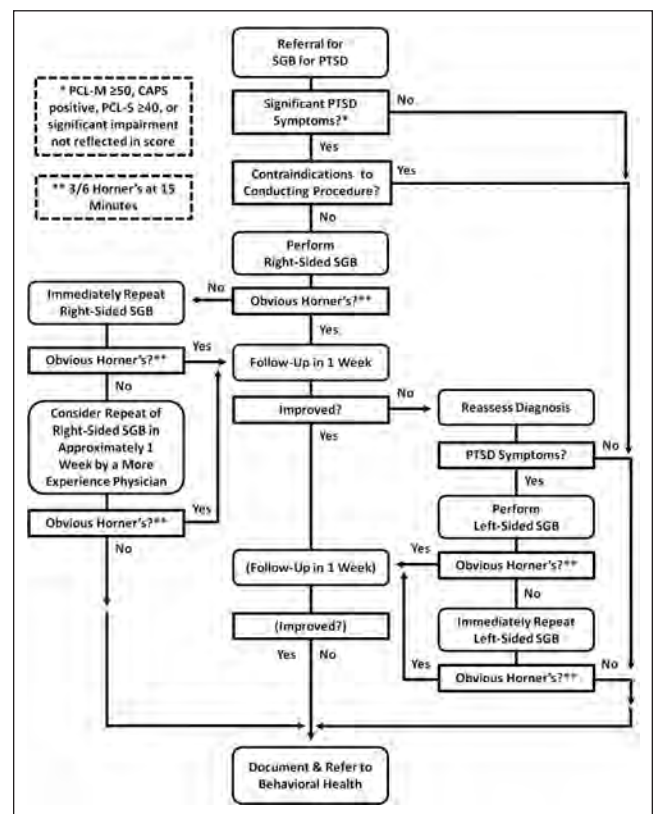 Referral for
SGB for PTSD
* PCL-M ≥50, CAPS
positive, PCL-S ≥40, or
significant impairment
not reflected in score
Significant PTSD
Symptoms?*
No
Yes
** 3/6 Horner's at 15
Minutes
Contraindications to
Conducting Procedure?
Yes
No
Perform
Right-Sided SGB
Immediately Repeat
Right-Sided SGB
No
Obvious Horner's?**
Yes
Obvious Horner's?**
Yes
Follow-Up in 1 Week
No
Consider Repeat of
Right-Sided SGB in
Approximately 1
Week by a More
Experience Physician
Improved?
No
Reassess Diagnosis
Yes
PTSD Symptoms?
No
Yes
Obvious Horner's?**
Yes
No
Perform
Left-Sided SGB
(Follow-Up in 1 Week)
Yes
Obvious Horner's?**
No
(Improved?)
Yes
No
Immediately Repeat
Left-Sided SGB
Yes
Obvious Horner's?**
No
Document & Refer to
Behavioral Health